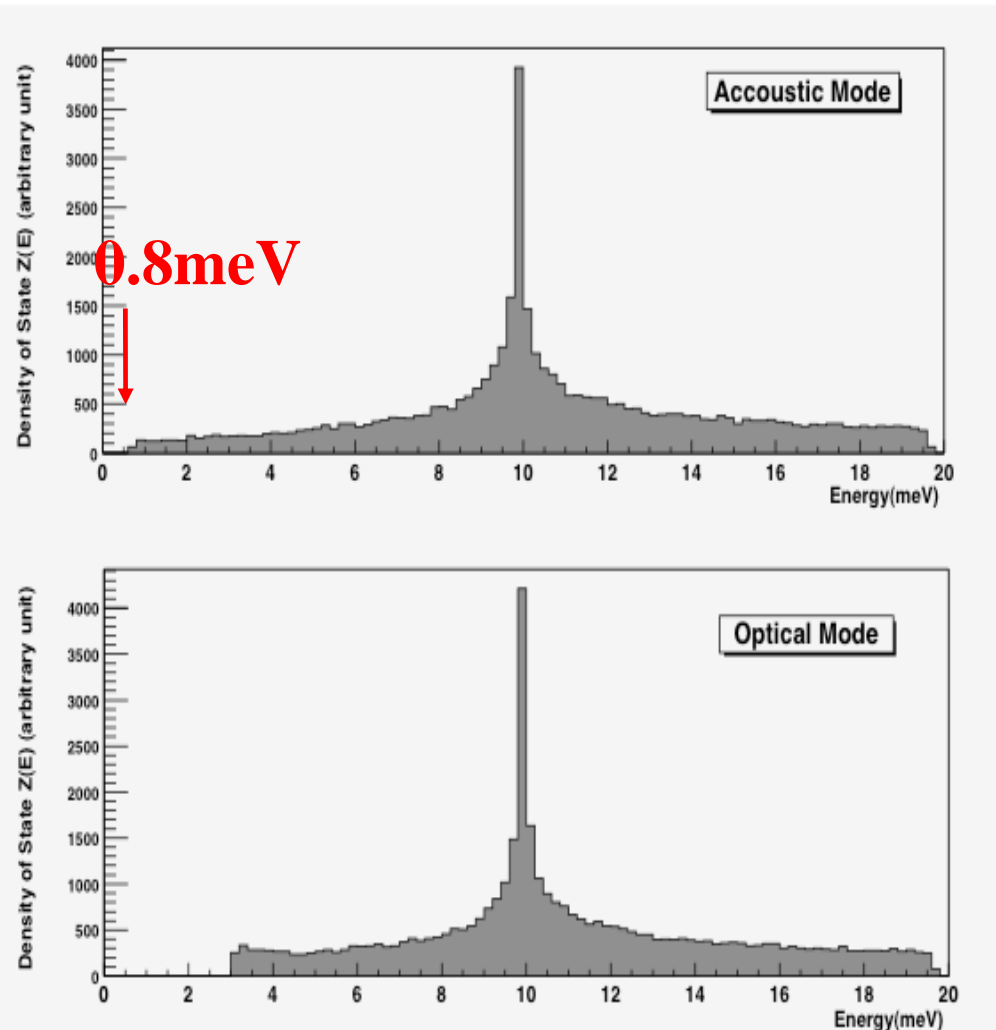 Density of State Z(E) (arbitrary unit)
4000
3500
3000
2500
2000
1500
1000
500
0
Accoustic Mode
0.8meV
0 2 4 6 8 10 12 14 16 18 20
Energy(meV)
Density of State Z(E) (arbitrary unit)
4000
3500
3000
2500
2000
1500
1000
500
0
Optical Mode
0 2 4 6 8 10 12 14 16 18 20
Energy(meV)